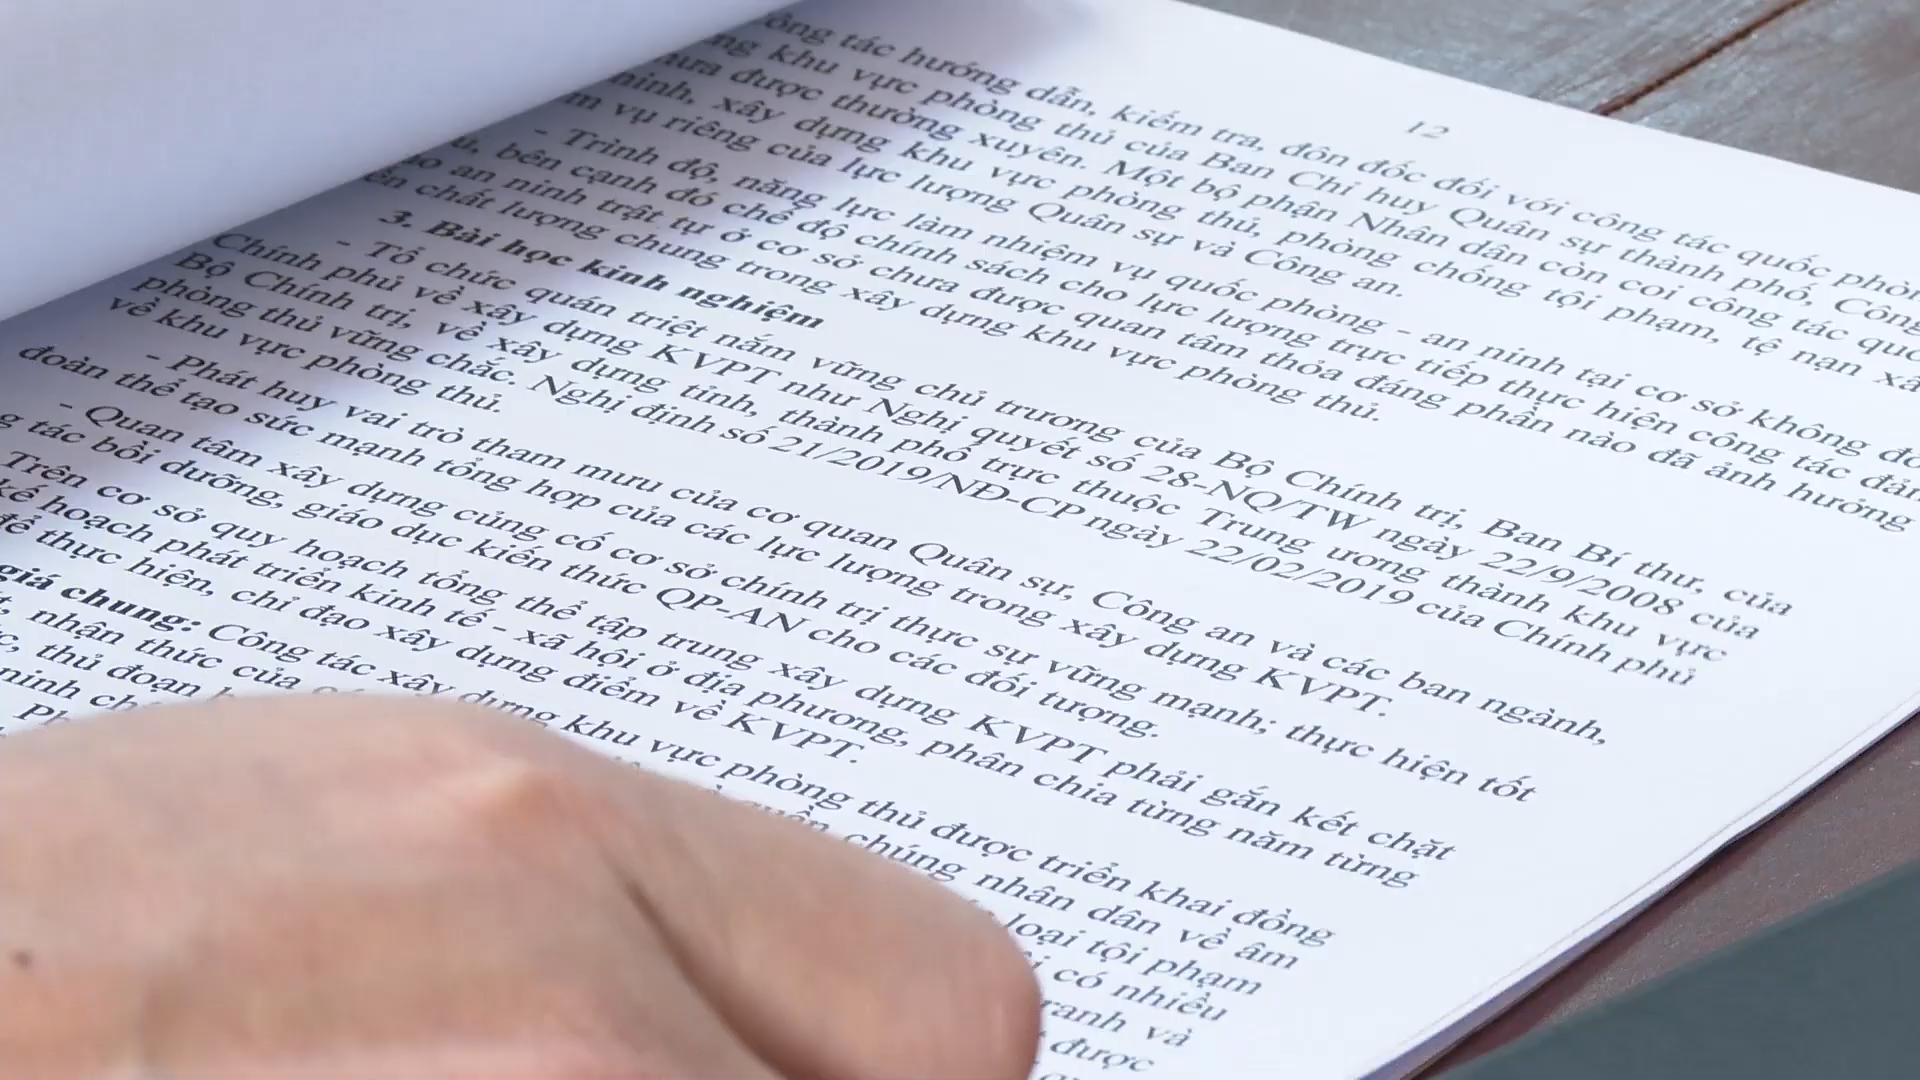 12
công tác hướng dẫn, kiểm tra, đôn đốc đối với công tác quốc phòng
khu vực phòng thủ của Ban Chỉ huy Quân sự thành phố, Công
chưa được thường xuyên. Một bộ phận Nhân dân còn coi công tác quốc
ninh, xây dựng khu vực phòng thủ, phòng chống tội phạm, tệ nạn xã
vụ riêng của lực lượng Quân sự và Công an.
- Trình độ, năng lực làm nhiệm vụ quốc phòng - an ninh tại cơ sở không
bên cạnh đó chế độ chính sách cho lực lượng trực tiếp thực hiện công tác
an ninh trật tự ở cơ sở chưa được quan tâm thỏa đáng phần nào đã ảnh hưởng
chất lượng chung trong xây dựng khu vực phòng thủ.
3. Bài học kinh nghiệm
- Tổ chức quán triệt nắm vững chủ trương của Bộ Chính trị, Ban Bí thư, của
Chính phủ về xây dựng KVPT như Nghị quyết số 28-NQ/TW ngày 22/9/2008 của
Bộ Chính trị, về xây dựng tỉnh, thành phố trực thuộc Trung ương thành khu vực
phòng thủ vững chắc. Nghị định số 21/2019/NĐ-CP ngày 22/02/2019 của Chính phủ
về khu vực phòng thủ.
- Phát huy vai trò tham mưu của cơ quan Quân sự, Công an và các ban ngành,
đoàn thể tạo sức mạnh tổng hợp của các lực lượng trong xây dựng KVPT.
- Quan tâm xây dựng củng cố cơ sở chính trị thực sự vững mạnh; thực hiện tốt
tác bồi dưỡng, giáo dục kiến thức QP-AN cho các đối tượng.
Trên cơ sở quy hoạch tổng thể tập trung xây dựng KVPT phải gắn kết chặt
kế hoạch phát triển kinh tế - xã hội ở địa phương, phân chia từng năm từng
để thực hiện, chỉ đạo xây dựng điểm về KVPT.
giá chung: Công tác xây dựng khu vực phòng thủ được triển khai đồng
nhận thức của quần chúng nhân dân về âm
thủ đoạn loại tội phạm
ninh có nhiều
tranh và
được